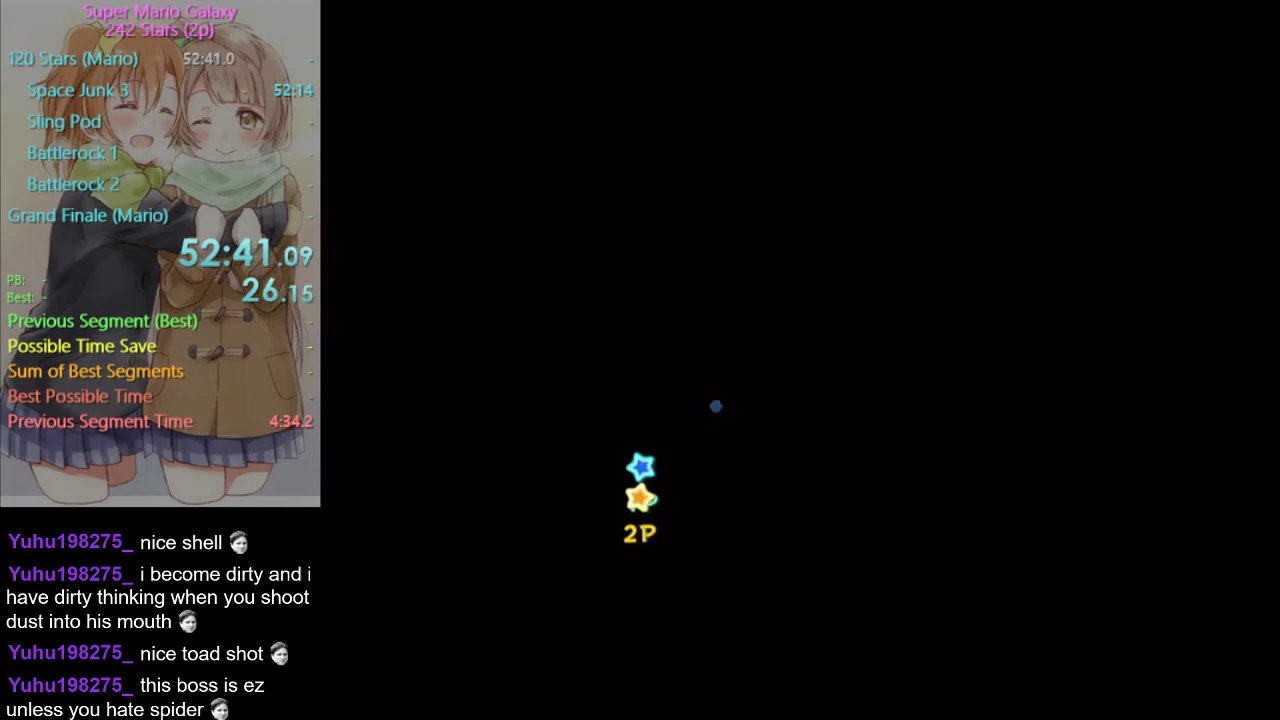 Super Mario Galaxy
242 Stars (2p)
120 Stars (Mario) 52:41.0 -
Space Junk 3 - 52:14
Sling Pod -
Battlerock 1 -
Battlerock 2 -
Grand Finale (Mario) -
52:41.09
PB: -
26.15
Best: -
Previous Segment (Best) -
Possible Time Save -
Sum of Best Segments -
Best Possible Time -
Previous Segment Time 4:34.2
Yuhu198275_ nice shell
Yuhu198275_ i become dirty and i
have dirty thinking when you shoot
dust into his mouth
Yuhu198275_ nice toad shot
Yuhu198275_ this boss is ez
unless you hate spider
2P